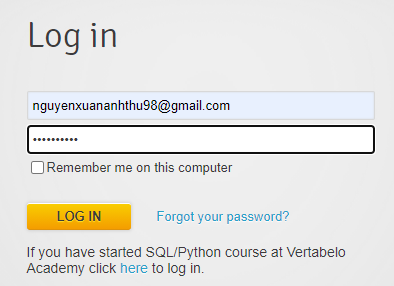 Log in
nguyenxuananhthu98@gmail.com
••••••••••
Remember me on this computer
LOG IN Forgot your password?
If you have started SQL/Python course at Vertabelo
Academy click here to log in.